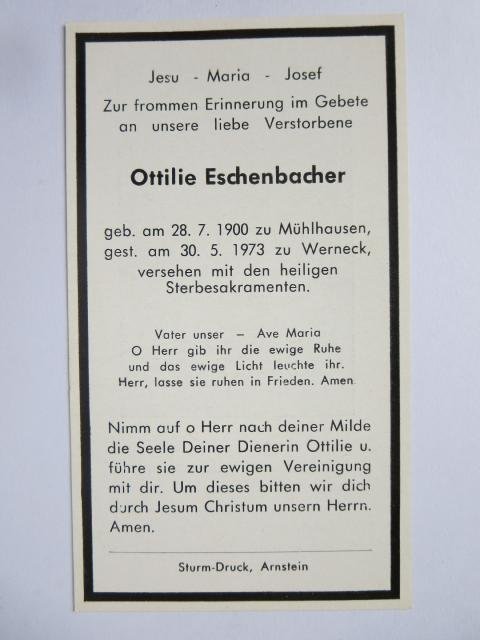 Jesu - Maria - Josef
Zur frommen Erinnerung im Gebete
an unsere liebe Verstorbene
Ottilie Eschenbacher
geb. am 28. 7. 1900 zu Mühlhausen,
gest. am 30. 5. 1973 zu Werneck,
versehen mit den heiligen
Sterbesakramenten.
Vater unser – Ave Maria
O Herr gib ihr die ewige Ruhe
und das ewige Licht leuchte ihr.
Herr, lasse sie ruhen in Frieden. Amen.
Nimm auf o Herr nach deiner Milde
die Seele Deiner Dienerin Ottilie u.
führe sie zur ewigen Vereinigung
mit dir. Um dieses bitten wir dich
durch Jesum Christum unsern Herrn.
Amen.
Sturm-Druck, Arnstein